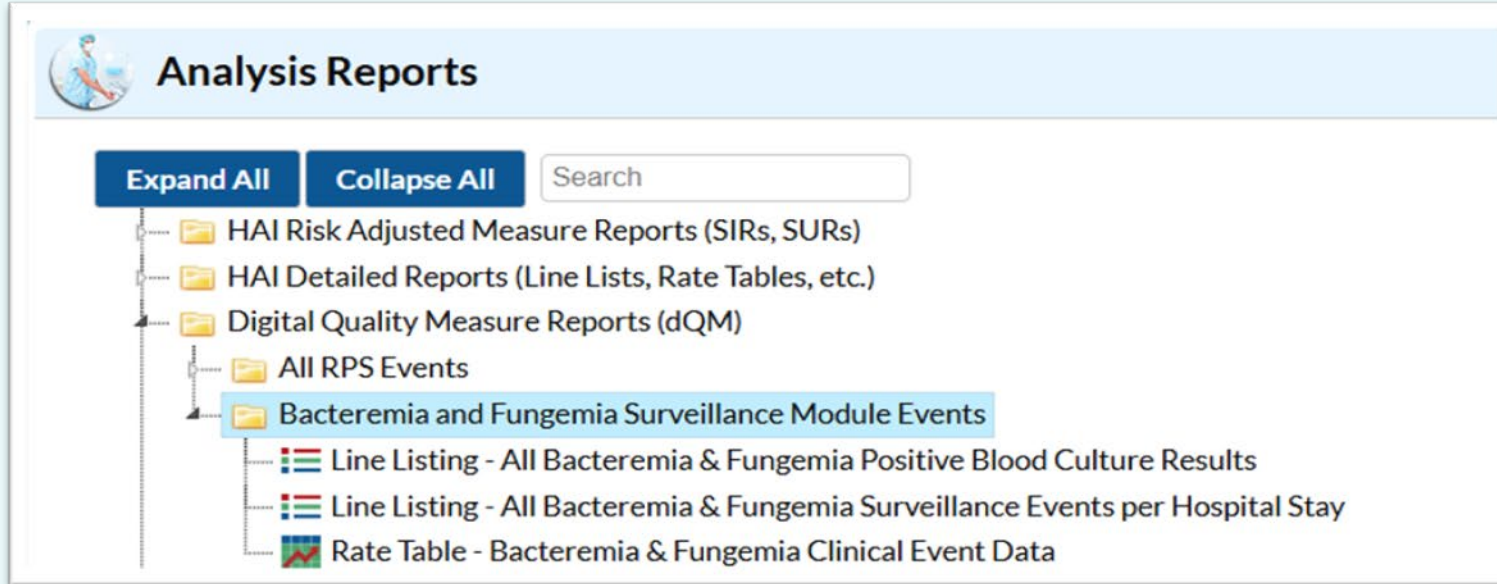 Analysis Reports
Expand All Collapse All Search
HAI Risk Adjusted Measure Reports (SIRs, SURs)
HAI Detailed Reports (Line Lists, Rate Tables, etc.)
Digital Quality Measure Reports (dQM)
All RPS Events
Bacteremia and Fungemia Surveillance Module Events
Line Listing - All Bacteremia & Fungemia Positive Blood Culture Results
Line Listing - All Bacteremia & Fungemia Surveillance Events per Hospital Stay
Rate Table - Bacteremia & Fungemia Clinical Event Data